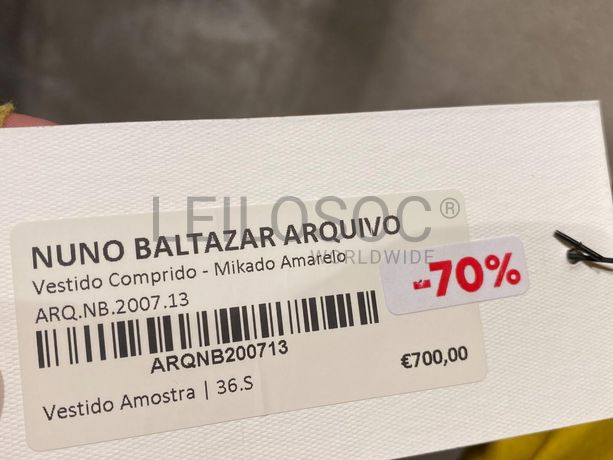 LEILOSOC®
WORLDWIDE
NUNO BALTAZAR ARQUIVO
Vestido Comprido - Mikado Amarelo
ARQ.NB.2007.13
-70%
ARQNB200713
€700,00
Vestido Amostra | 36.S